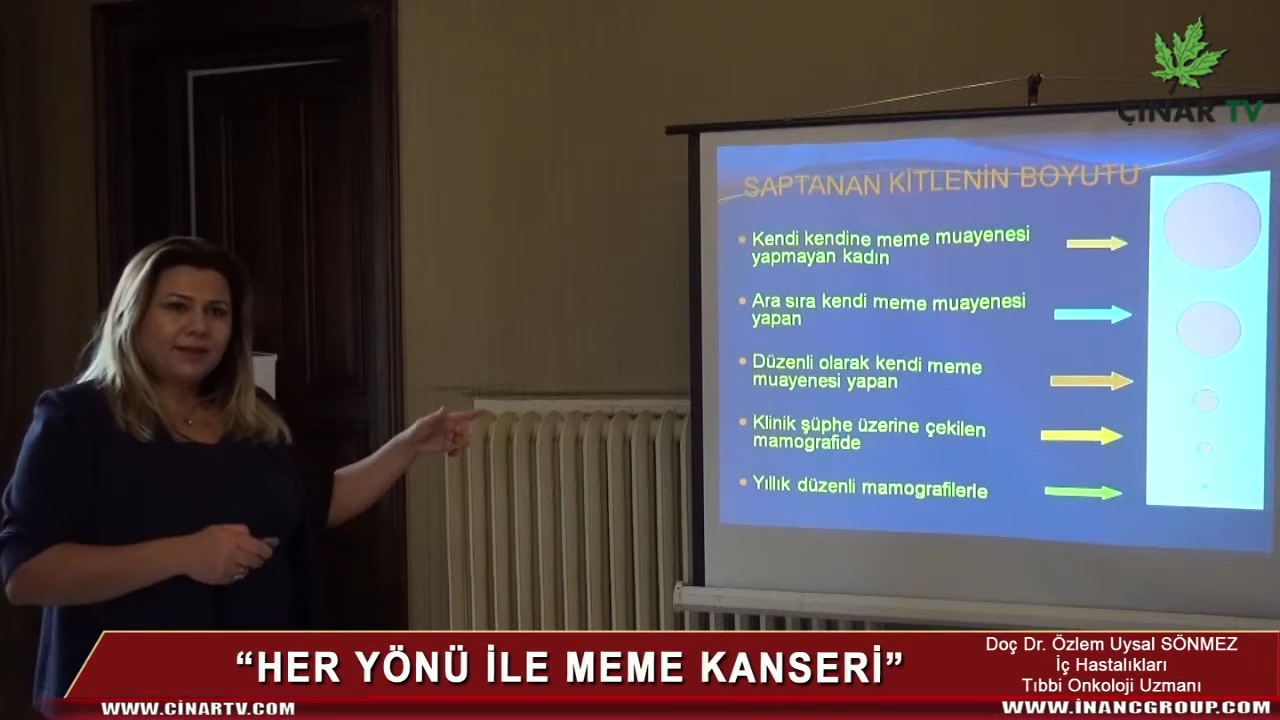 ÇINAR TV
SAPTANAN KİTLENİN BOYUTU
• Kendi kendine meme muayenesi
yapmayan kadın
• Ara sıra kendi meme muayenesi
yapan
• Düzenli olarak kendi meme
muayenesi yapan
• Klinik şüphe üzerine çekilen
mamografide
• Yıllık düzenli mamografilerle
“HER YÖNÜ İLE MEME KANSERİ”
Doç Dr. Özlem Uysal SÖNMEZ
İç Hastalıkları
Tıbbi Onkoloji Uzmanı
WWW.CİNARTV.COM
WWW.İNANCGROUP.COM